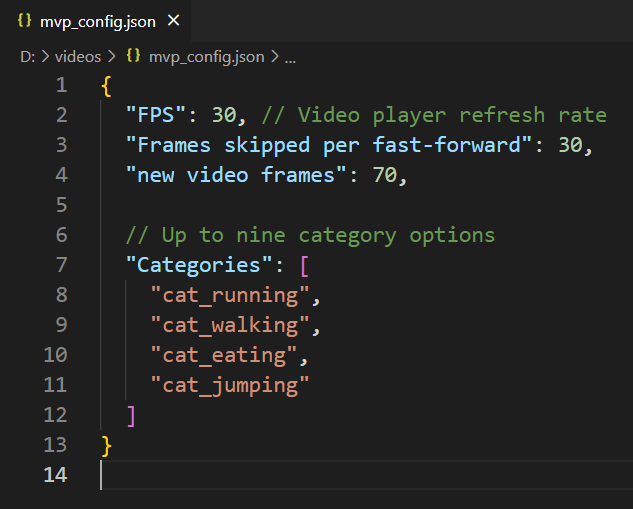 {} mvp_config.json ×
D: > videos > {} mvp_config.json > ...
1 {
2 "FPS": 30, // Video player refresh rate
3 "Frames skipped per fast-forward": 30,
4 "new video frames": 70,
5
6 // Up to nine category options
7 "Categories": [
8 "cat_running",
9 "cat_walking",
10 "cat_eating",
11 "cat_jumping"
12 ]
13 }
14